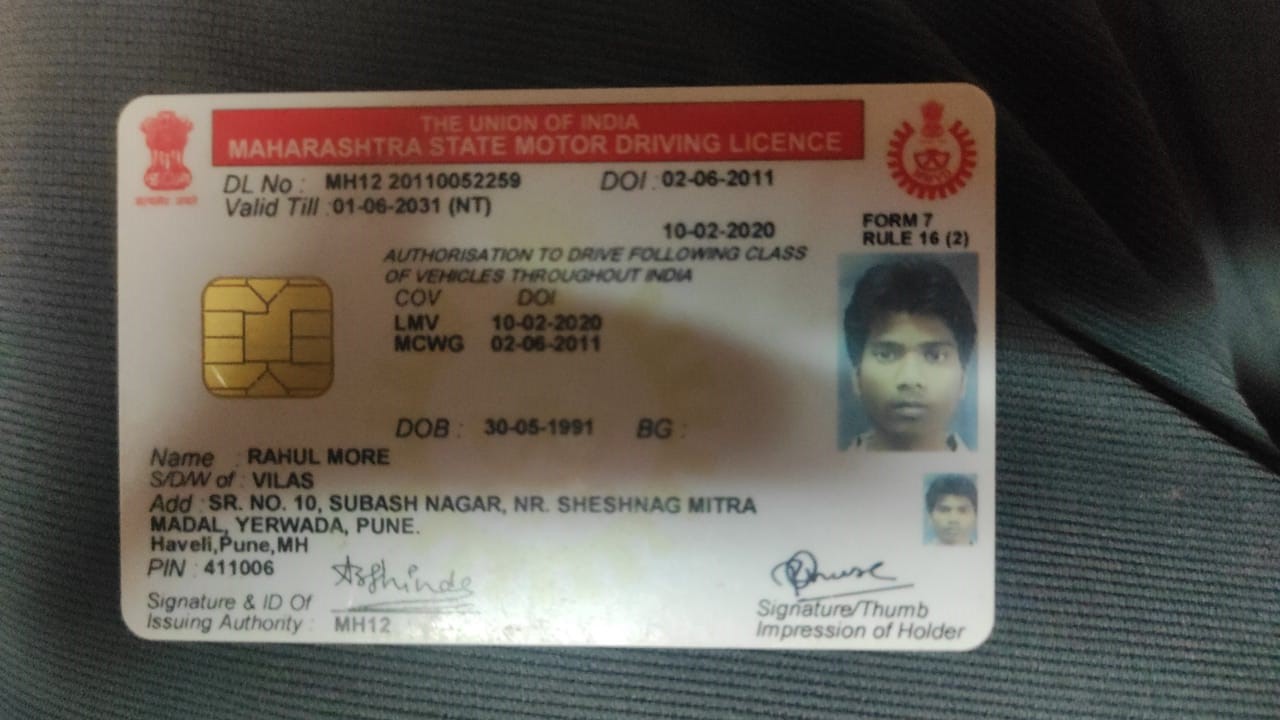 THE UNION OF INDIA
MAHARASHTRA STATE MOTOR DRIVING LICENCE
DL No : MH12 20110052259 DOI : 02-06-2011
Valid Till : 01-06-2031 (NT)
10-02-2020
FORM 7
RULE 16 (2)
AUTHORISATION TO DRIVE FOLLOWING CLASS
OF VEHICLES THROUGHOUT INDIA
COV DOI
LMV 10-02-2020
MCWG 02-06-2011
DOB : 30-05-1991 BG :
Name : RAHUL MORE
S/D/W of : VILAS
Add : SR. NO. 10, SUBASH NAGAR, NR. SHESHNAG MITRA
MADAL, YERWADA, PUNE.
Haveli,Pune,MH
PIN : 411006
Signature & ID Of
Issuing Authority : MH12
Signature/Thumb
Impression of Holder